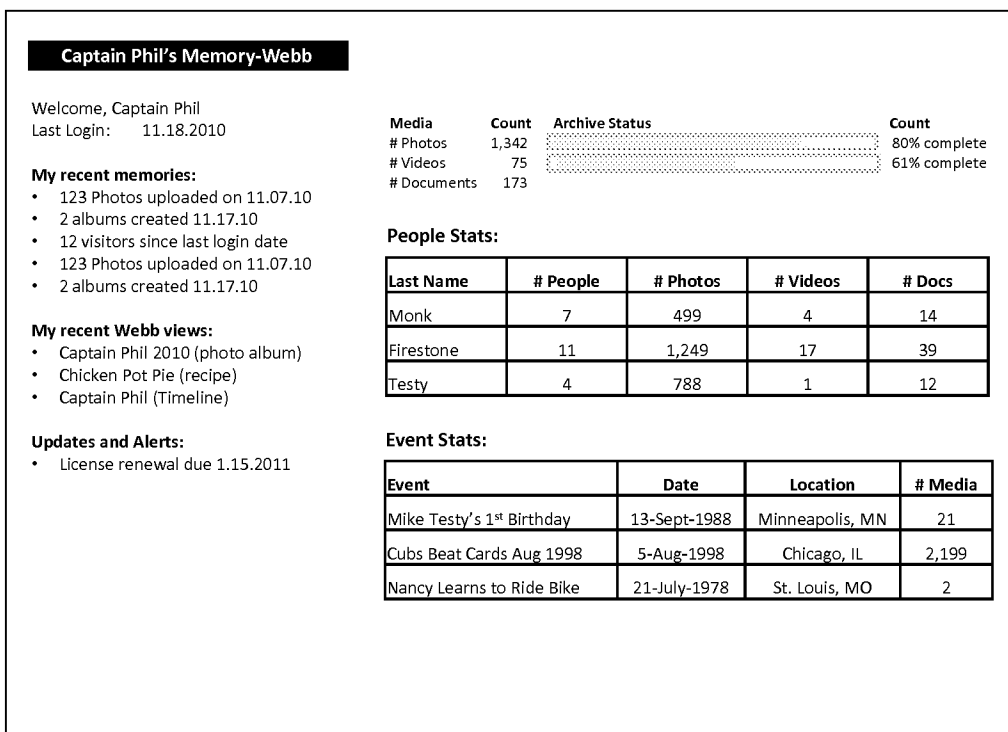 Captain Phil's Memory-Webb
Welcome, Captain Phil
Last Login: 11.18.2010
My recent memories:
• 123 Photos uploaded on 11.07.10
• 2 albums created 11.17.10
• 12 visitors since last login date
• 123 Photos uploaded on 11.07.10
• 2 albums created 11.17.10
My recent Webb views:
• Captain Phil 2010 (photo album)
• Chicken Pot Pie (recipe)
• Captain Phil (Timeline)
Updates and Alerts:
• License renewal due 1.15.2011
Media Count Archive Status Count
# Photos 1,342 80% complete
# Videos 75 61% complete
# Documents 173
People Stats:
Last Name # People # Photos # Videos # Docs
Monk 7 499 4 14
Firestone 11 1,249 17 39
Testy 4 788 1 12
Event Stats:
Event Date Location # Media
Mike Testy's 1st Birthday 13-Sept-1988 Minneapolis, MN 21
Cubs Beat Cards Aug 1998 5-Aug-1998 Chicago, IL 2,199
Nancy Learns to Ride Bike 21-July-1978 St. Louis, MO 2